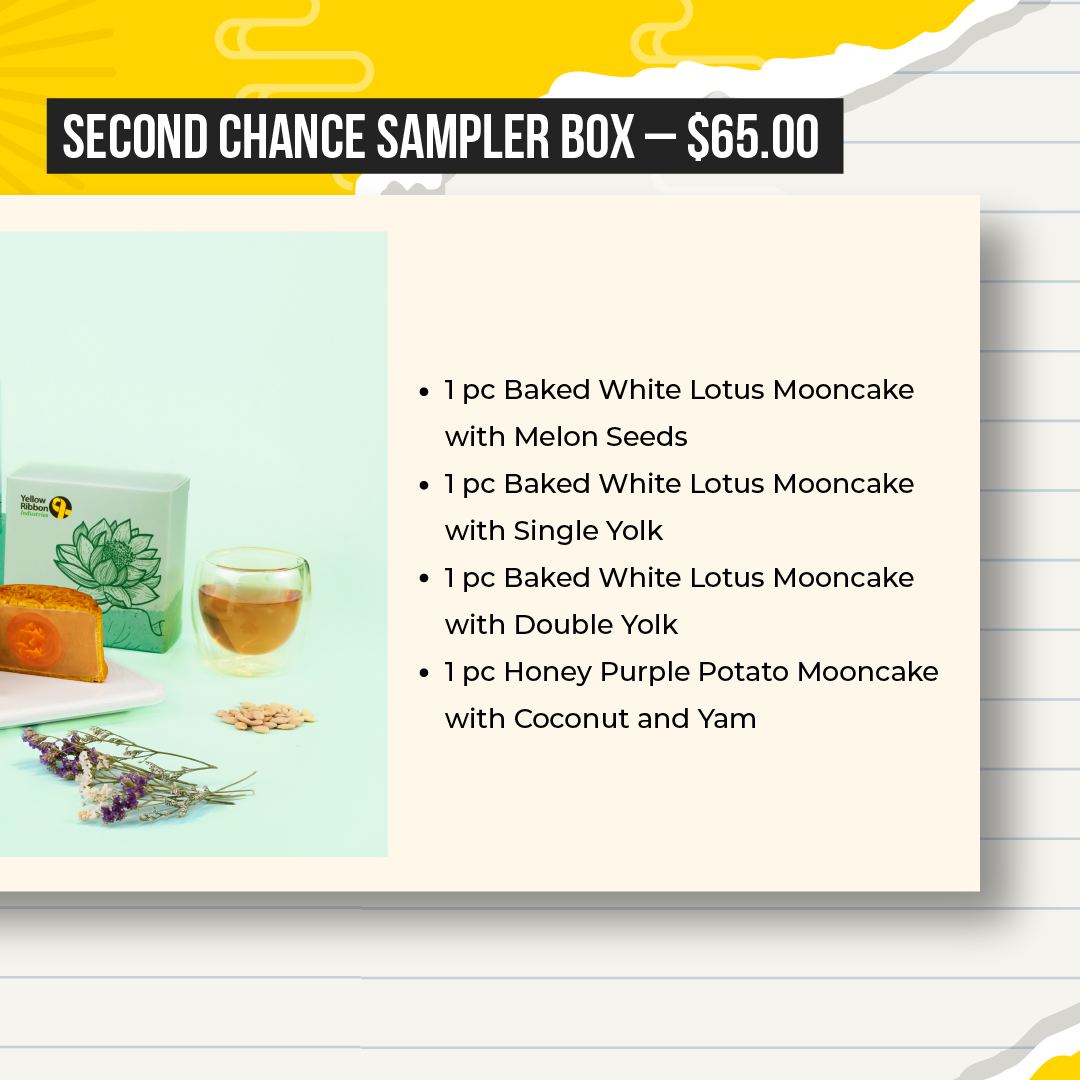 SECOND CHANCE SAMPLER BOX – $65.00
Yellow
Ribbon
Industries
• 1 pc Baked White Lotus Mooncake
with Melon Seeds
• 1 pc Baked White Lotus Mooncake
with Single Yolk
• 1 pc Baked White Lotus Mooncake
with Double Yolk
• 1 pc Honey Purple Potato Mooncake
with Coconut and Yam